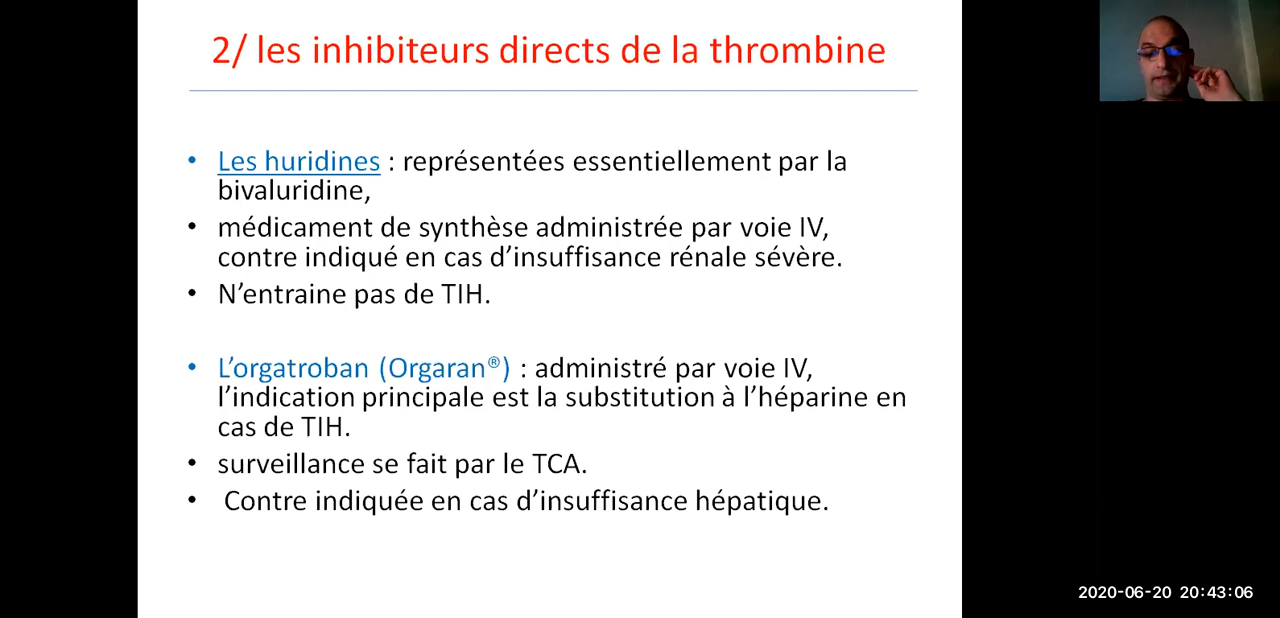 2/ les inhibiteurs directs de la thrombine
• Les huridines : représentées essentiellement par la
bivaluridine,
• médicament de synthèse administrée par voie IV,
contre indiqué en cas d’insuffisance rénale sévère.
• N’entraine pas de TIH.
• L’orgatroban (Orgaran®) : administré par voie IV,
l’indication principale est la substitution à l’héparine en
cas de TIH.
• surveillance se fait par le TCA.
• Contre indiquée en cas d’insuffisance hépatique.
2020-06-20 20:43:06